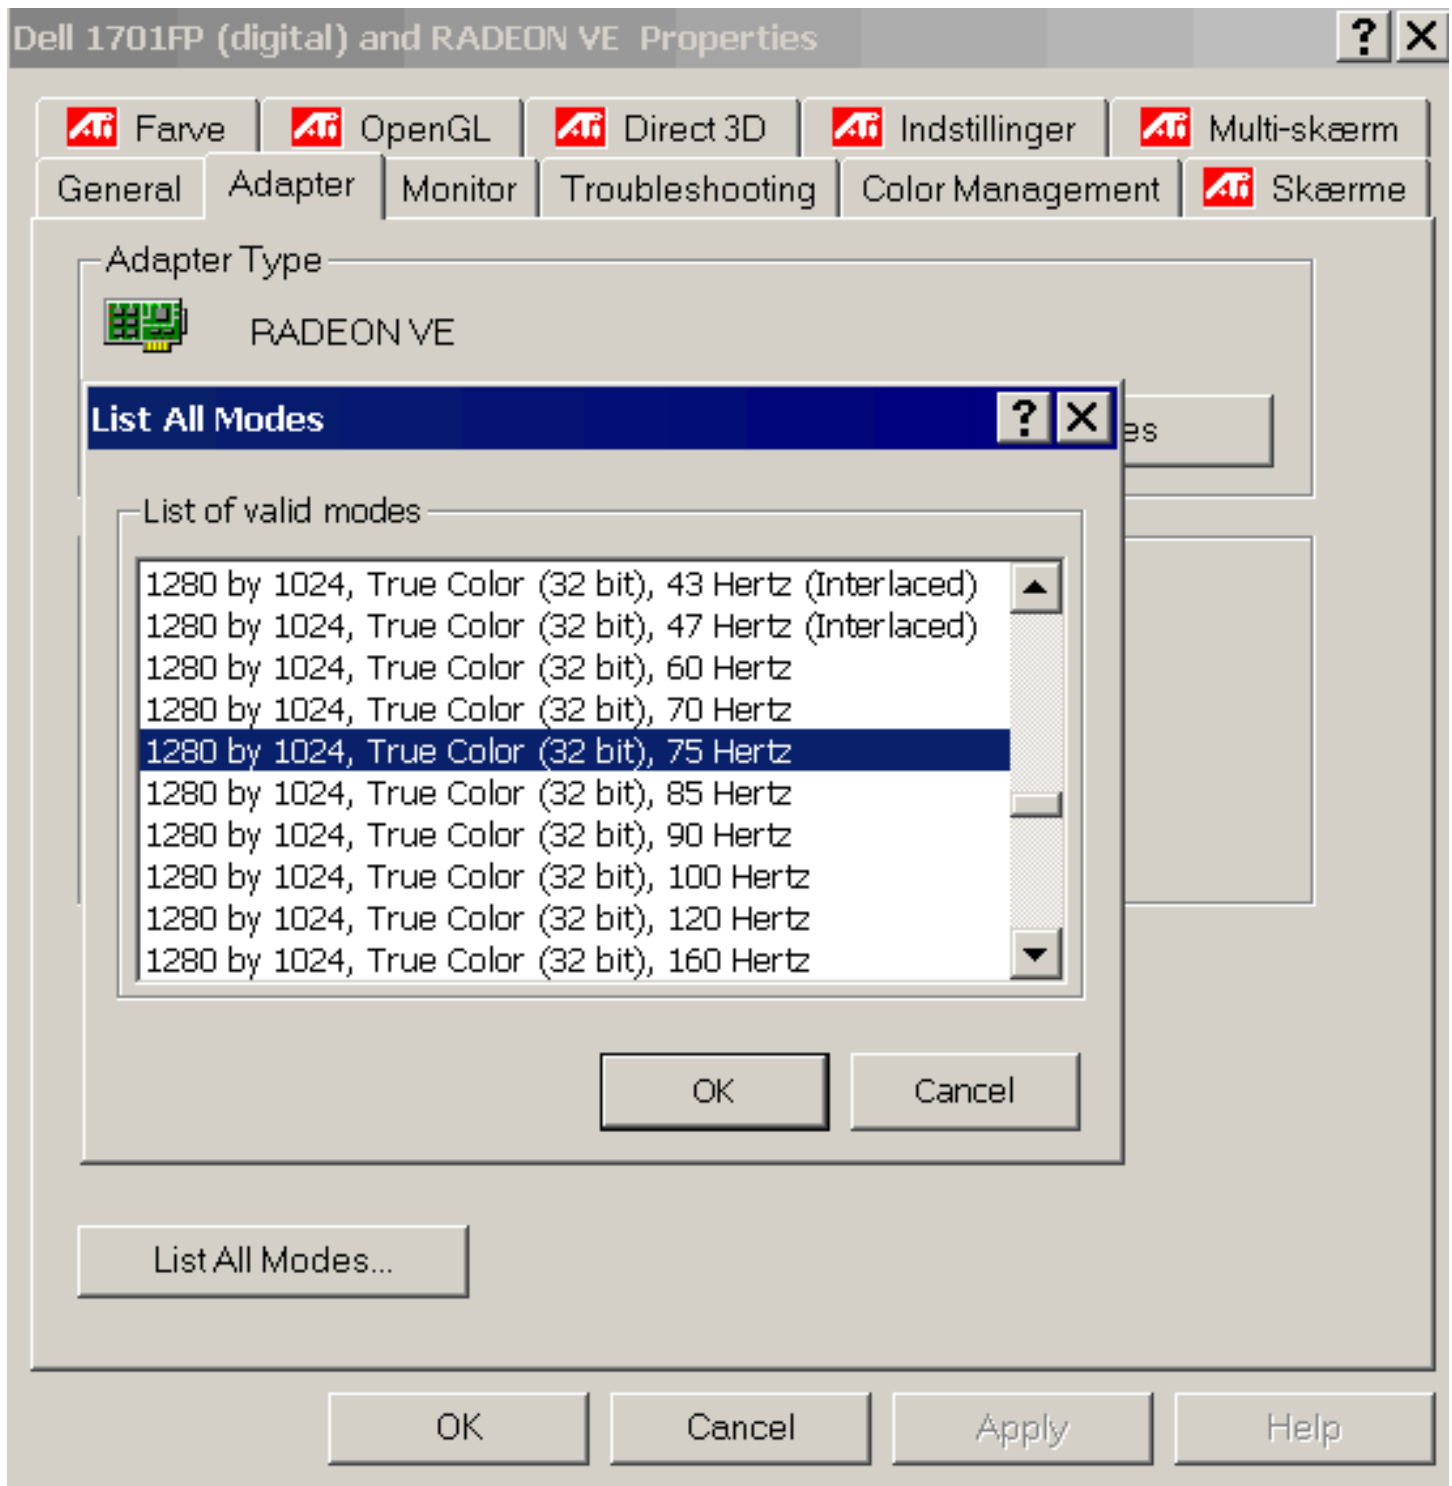 Dell 1701FP (digital) and RADEON VE Properties
ATi Farve ATi OpenGL ATi Direct 3D ATi Indstillinger ATi Multi-skærm
General Adapter Monitor Troubleshooting Color Management ATi Skærme
Adapter Type
RADEON VE
List All Modes
es
List of valid modes
1280 by 1024, True Color (32 bit), 43 Hertz (Interlaced)
1280 by 1024, True Color (32 bit), 47 Hertz (Interlaced)
1280 by 1024, True Color (32 bit), 60 Hertz
1280 by 1024, True Color (32 bit), 70 Hertz
1280 by 1024, True Color (32 bit), 75 Hertz
1280 by 1024, True Color (32 bit), 85 Hertz
1280 by 1024, True Color (32 bit), 90 Hertz
1280 by 1024, True Color (32 bit), 100 Hertz
1280 by 1024, True Color (32 bit), 120 Hertz
1280 by 1024, True Color (32 bit), 160 Hertz
OK Cancel
List All Modes...
OK Cancel Apply Help